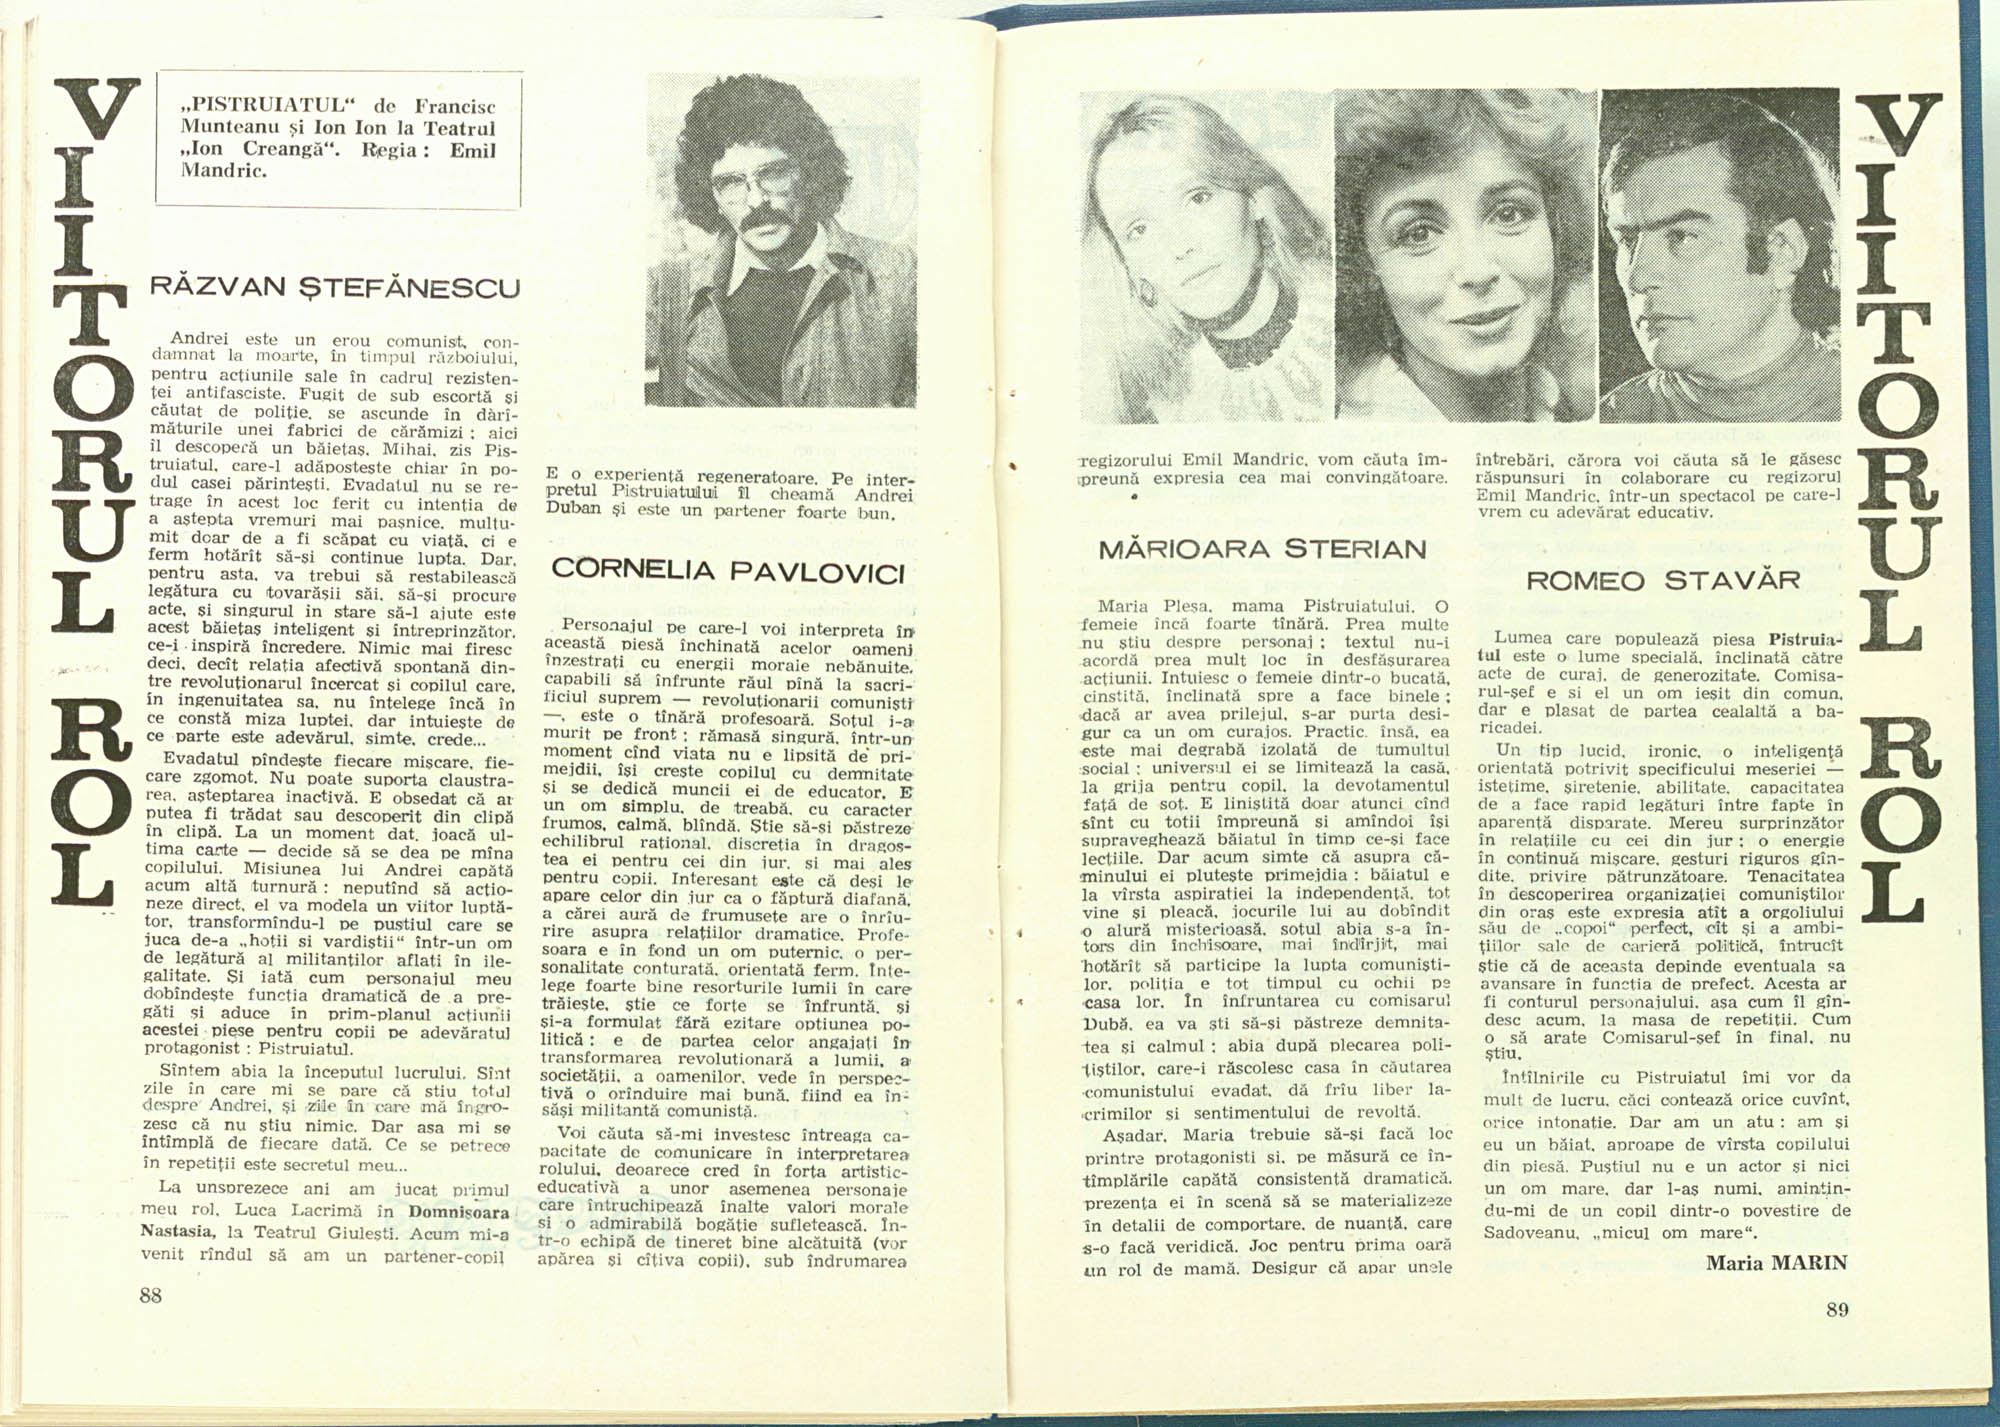 VIITORUL ROL
„PISTRUIATUL“ de Francisc
Munteanu și Ion Ion la Teatrul
„Ion Creangă“. Regia : Emil
Mandric.
RĂZVAN ȘTEFĂNESCU
Andrei este un erou comunist, con-
damnat la moarte, în timpul războiului,
pentru acțiunile sale în cadrul rezisten-
ței antifasciste. Fugit de sub escortă și
căutat de poliție, se ascunde în dărî-
măturile unei fabrici de cărămizi ; aici
îl descoperă un băiețaș, Mihai, zis Pis-
truiatul, care-l adăpostește chiar în po-
dul casei părintești. Evadatul nu se re-
trage în acest loc ferit cu intenția de
a aștepta vremuri mai pașnice, mulțu-
mit doar de a fi scăpat cu viață, ci e
ferm hotărît să-și continue lupta. Dar,
pentru asta, va trebui să restabilească
legătura cu tovarășii săi, să-și procure
acte, și singurul in stare să-l ajute este
acest băiețaș inteligent și întreprinzător,
ce-i inspiră încredere. Nimic mai firesc
deci, decît relația afectivă spontană din-
tre revoluționarul încercat și copilul care,
în ingenuitatea sa, nu înțelege încă în
ce constă miza luptei, dar intuiește de
ce parte este adevărul, simte, crede...
Evadatul pîndește fiecare mișcare, fie-
care zgomot. Nu poate suporta claustra-
rea, așteptarea inactivă. E obsedat că ar
putea fi trădat sau descoperit din clipă
în clipă. La un moment dat, joacă ul-
tima carte — decide să se dea pe mîna
copilului. Misiunea lui Andrei capătă
acum altă turnură : neputînd să acțio-
neze direct, el va modela un viitor luptă-
tor, transformîndu-l pe puștiul care se
juca de-a „hoții și vardiștii“ într-un om
de legătură al militanților aflați în ile-
galitate. Și iată cum personajul meu
dobîndește funcția dramatică de a pre-
găti și aduce în prim-planul acțiunii
acestei piese pentru copii pe adevăratul
protagonist : Pistruiatul.
Sîntem abia la începutul lucrului. Sînt
zile în care mi se pare că știu totul
despre Andrei, și zile în care mă îngro-
zesc că nu știu nimic. Dar așa mi se
întîmplă de fiecare dată. Ce se petrece
în repetiții este secretul meu...
La unsprezece ani am jucat primul
meu rol, Luca Lacrimă în Domnișoara
Nastasia, la Teatrul Giulești. Acum mi-a
venit rîndul să am un partener-copil
88
E o experiență regeneratoare. Pe inter-
pretul Pistruiatului îl cheamă Andrei
Duban și este un partener foarte bun.
CORNELIA PAVLOVICI
Personajul pe care-l voi interpreta în
această piesă închinată acelor oameni
înzestrați cu energii morale nebănuite,
capabili să înfrunte răul pînă la sacri-
ficiul suprem — revoluționarii comuniști
—, este o tînără profesoară. Soțul i-a
murit pe front ; rămasă singură, într-un
moment cînd viața nu e lipsită de pri-
mejdii, își crește copilul cu demnitate
și se dedică muncii ei de educator. E
un om simplu, de treabă, cu caracter
frumos, calmă, blîndă. Știe să-și păstreze
echilibrul rațional, discreția în dragos-
tea ei pentru cei din jur, și mai ales
pentru copii. Interesant este că deși le
apare celor din jur ca o făptură diafană,
a cărei aură de frumusețe are o înrîu-
rire asupra relațiilor dramatice, Profe-
soara e în fond un om puternic, o per-
sonalitate conturată, orientată ferm. Înțe-
lege foarte bine resorturile lumii în care
trăiește, știe ce forțe se înfruntă, și
și-a formulat fără ezitare opțiunea po-
litică : e de partea celor angajați în
transformarea revoluționară a lumii, a
societății, a oamenilor, vede în perspec-
tivă o orînduire mai bună, fiind ea în-
săși militantă comunistă.
Voi căuta să-mi investesc întreaga ca-
pacitate de comunicare în interpretarea
rolului, deoarece cred în forța artistic-
educativă a unor asemenea personaje
care întruchipează înalte valori morale
și o admirabilă bogăție sufletească. În-
tr-o echipă de tineret bine alcătuită (vor
apărea și cîțiva copii), sub îndrumarea
regizorului Emil Mandric, vom căuta îm-
preună expresia cea mai convingătoare.
MĂRIOARA STERIAN
Maria Pleșa, mama Pistruiatului. O
femeie încă foarte tînără. Prea multe
nu știu despre personaj ; textul nu-i
acordă prea mult loc în desfășurarea
acțiunii. Intuiesc o femeie dintr-o bucată,
cinstită, înclinată spre a face binele ;
dacă ar avea prilejul, s-ar purta desi-
gur ca un om curajos. Practic, însă, ea
este mai degrabă izolată de tumultul
social ; universul ei se limitează la casă,
la grija pentru copil, la devotamentul
față de soț. E liniștită doar atunci cînd
sînt cu toții împreună și amîndoi își
supraveghează băiatul în timp ce-și face
lecțiile. Dar acum simte că asupra că-
minului ei plutește primejdia : băiatul e
la vîrsta aspirației la independență, tot
vine și pleacă, jocurile lui au dobîndit
o alură misterioasă, soțul abia s-a în-
tors din închisoare, mai îndîrjit, mai
hotărît să participe la lupta comuniști-
lor, poliția e tot timpul cu ochii pe
casa lor. În înfruntarea cu comisarul
Dubă, ea va ști să-și păstreze demnita-
tea și calmul ; abia după plecarea poli-
țiștilor, care-i răscolesc casa în căutarea
comunistului evadat, dă frîu liber la-
crimilor și sentimentului de revoltă.
Așadar, Maria trebuie să-și facă loc
printre protagoniști și, pe măsură ce în-
tîmplările capătă consistență dramatică,
prezența ei în scenă să se materializeze
în detalii de comportare, de nuanță, care
s-o facă veridică. Joc pentru prima oară
un rol de mamă. Desigur că apar unele
întrebări, cărora voi căuta să le găsesc
răspunsuri în colaborare cu regizorul
Emil Mandric, într-un spectacol pe care-l
vrem cu adevărat educativ.
ROMEO STAVĂR
Lumea care populează piesa Pistruia-
tul este o lume specială, înclinată către
acte de curaj, de generozitate. Comisa-
rul-șef e și el un om ieșit din comun,
dar e plasat de partea cealaltă a ba-
ricadei.
Un tip lucid, ironic, o inteligență
orientată potrivit specificului meseriei —
istețime, șiretenie, abilitate, capacitatea
de a face rapid legături între fapte în
aparență disparate. Mereu surprinzător
în relațiile cu cei din jur ; o energie
în continuă mișcare, gesturi riguros gîn-
dite, privire pătrunzătoare. Tenacitatea
în descoperirea organizației comuniștilor
din oraș este expresia atît a orgoliului
său de „copoi“ perfect, cît și a ambi-
țiilor sale de carieră politică, întrucît
știe că de aceasta depinde eventuala sa
avansare în funcția de prefect. Acesta ar
fi conturul personajului, așa cum îl gîn-
desc acum, la masa de repetiții. Cum
o să arate Comisarul-șef în final, nu
știu.
Întîlnirile cu Pistruiatul îmi vor da
mult de lucru, căci contează orice cuvînt,
orice intonație. Dar am un atu : am și
eu un băiat, aproape de vîrsta copilului
din piesă. Puștiul nu e un actor și nici
un om mare, dar l-aș numi, amintin-
du-mi de un copil dintr-o povestire de
Sadoveanu, „micul om mare“.
Maria MARIN
89
VIITORUL ROL